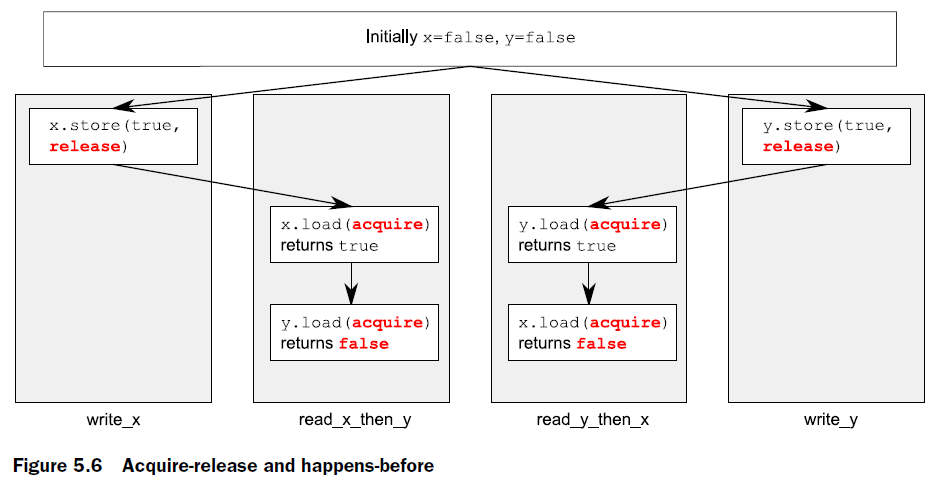 Initially x=false, y=false
x.store(true,
release)
y.store(true,
release)
x.load(acquire)
returns true
y.load(acquire)
returns true
y.load(acquire)
returns false
x.load(acquire)
returns false
write_x
read_x_then_y
read_y_then_x
write_y
Figure 5.6 Acquire-release and happens-before